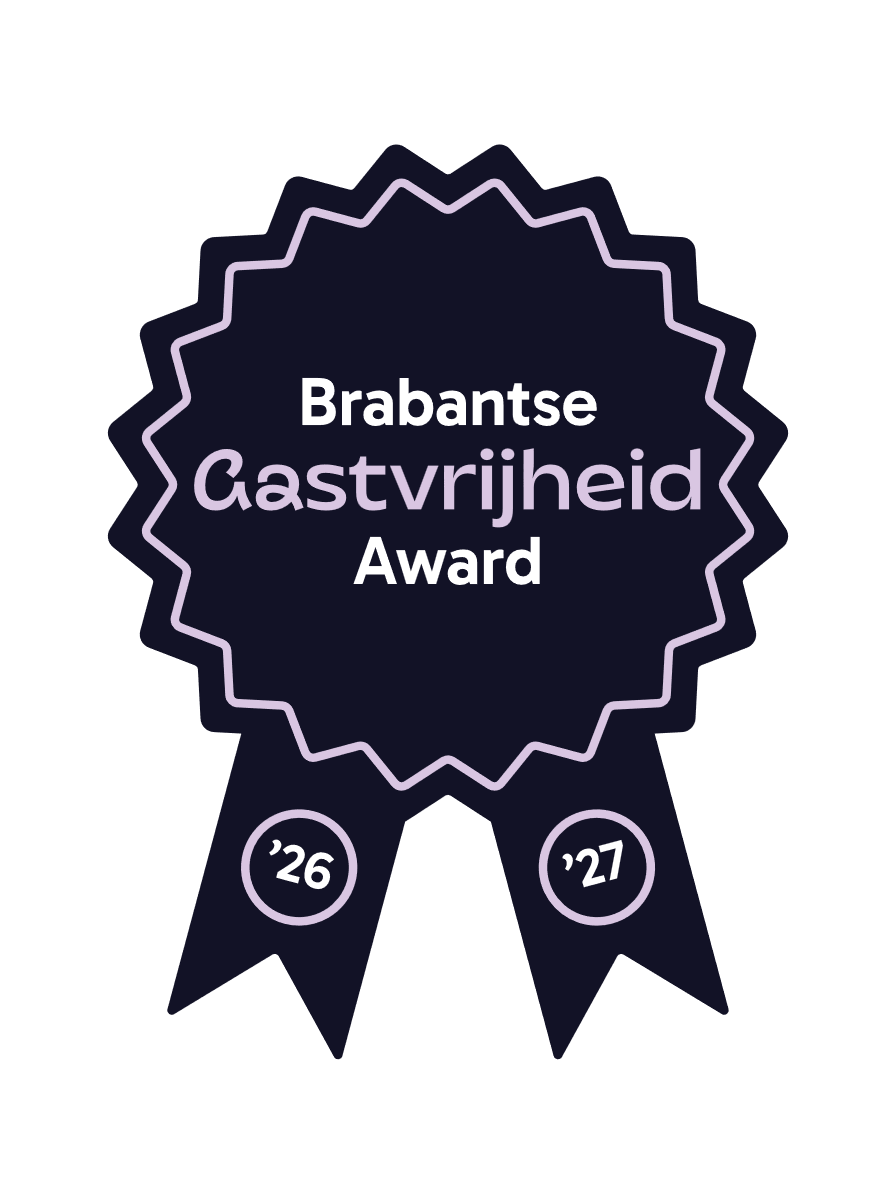 Brabantse
Gastvrijheid
Award
’26
’27